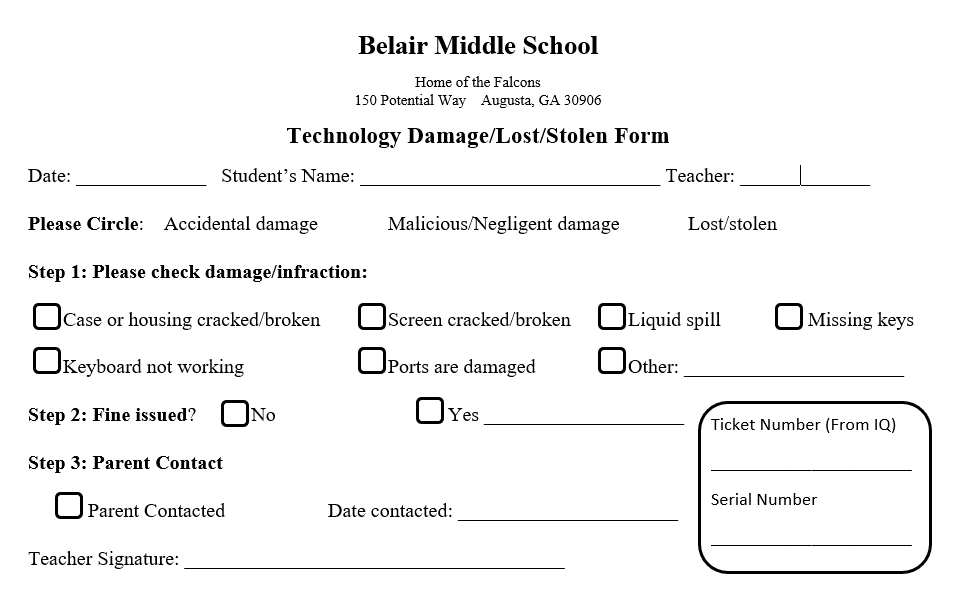 Belair Middle School
Home of the Falcons
150 Potential Way    Augusta, GA 30906
Technology Damage/Lost/Stolen Form
Date: _____________ Student’s Name: ______________________________ Teacher: _____________
Please Circle:    Accidental damage    Malicious/Negligent damage    Lost/stolen
Step 1: Please check damage/infraction:
Case or housing cracked/broken    Screen cracked/broken    Liquid spill    Missing keys
Keyboard not working    Ports are damaged    Other: ______________________
Step 2: Fine issued?    No    Yes ____________________
Step 3: Parent Contact
Parent Contacted    Date contacted: ______________________
Teacher Signature: ______________________________________
Ticket Number (From IQ)
____________________
Serial Number
____________________